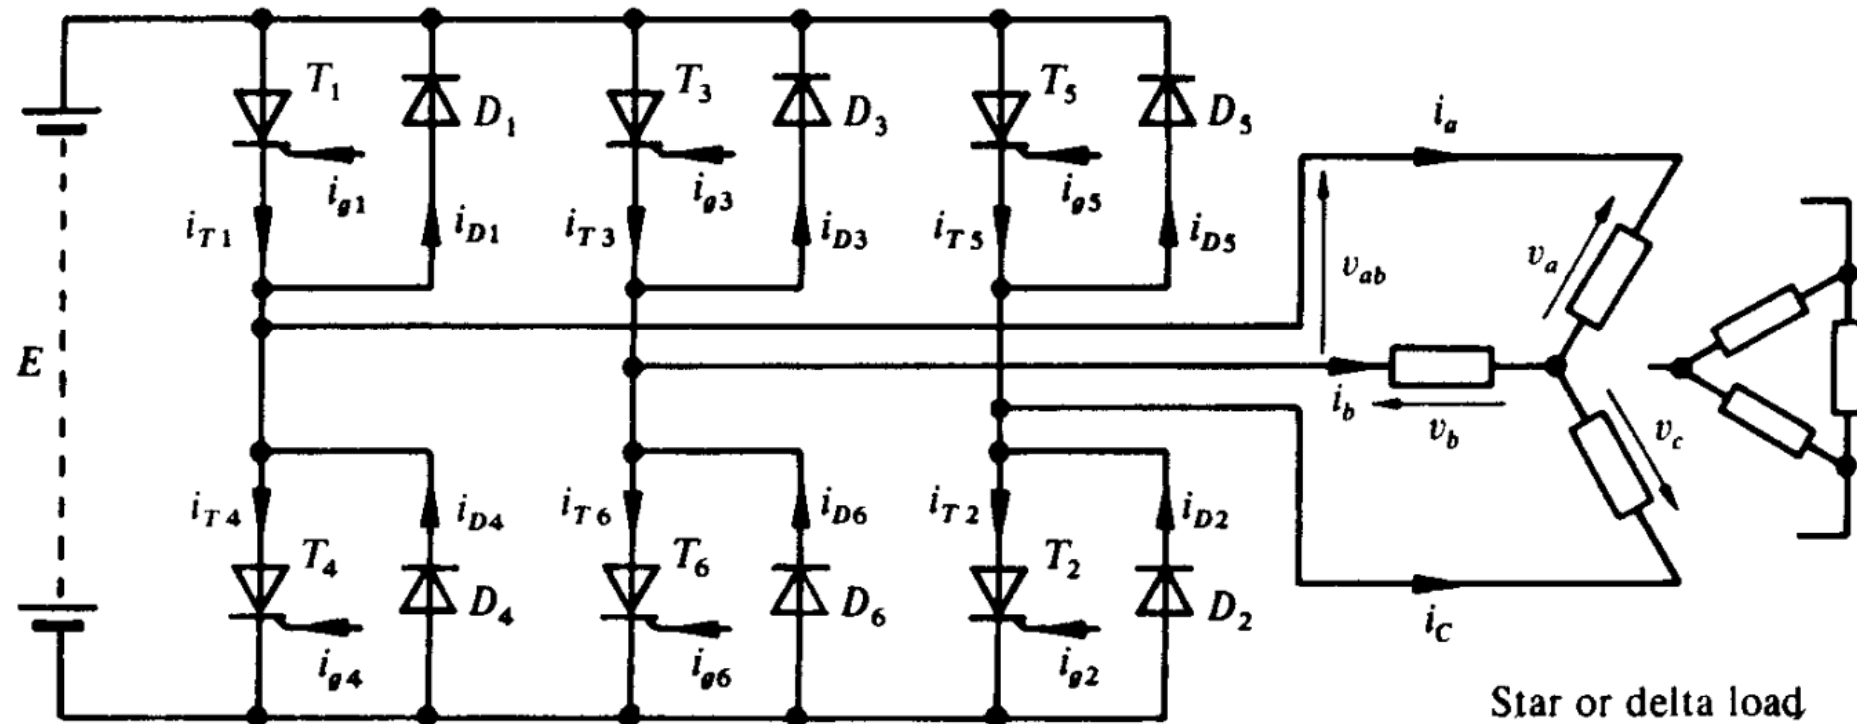 T1 D1 T3 D3 T5 D5
ig1 ig3 ig5
iT1 iD1 iT3 iD3 iT5 iD5
ia
va
vab
E
ib
vb
vc
iT4 iD4 iT6 iD6 iT2 iD2
T4 D4 T6 D6 T2 D2
iC
ig4 ig6 ig2
Star or delta load